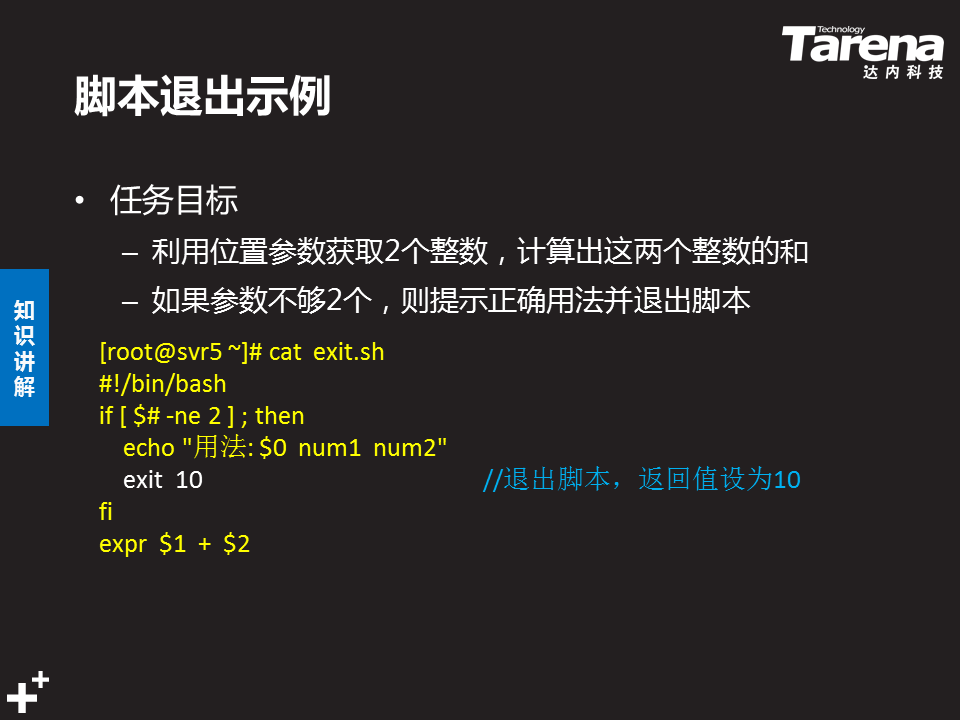 Technology
Tarena
达内科技
脚本退出示例
• 任务目标
– 利用位置参数获取2个整数，计算出这两个整数的和
– 如果参数不够2个，则提示正确用法并退出脚本
知识讲解
[root@svr5 ~]# cat  exit.sh
#!/bin/bash
if [ $# -ne 2 ] ; then
    echo "用法: $0  num1  num2"
    exit  10                    //退出脚本，返回值设为10
fi
expr  $1  +  $2